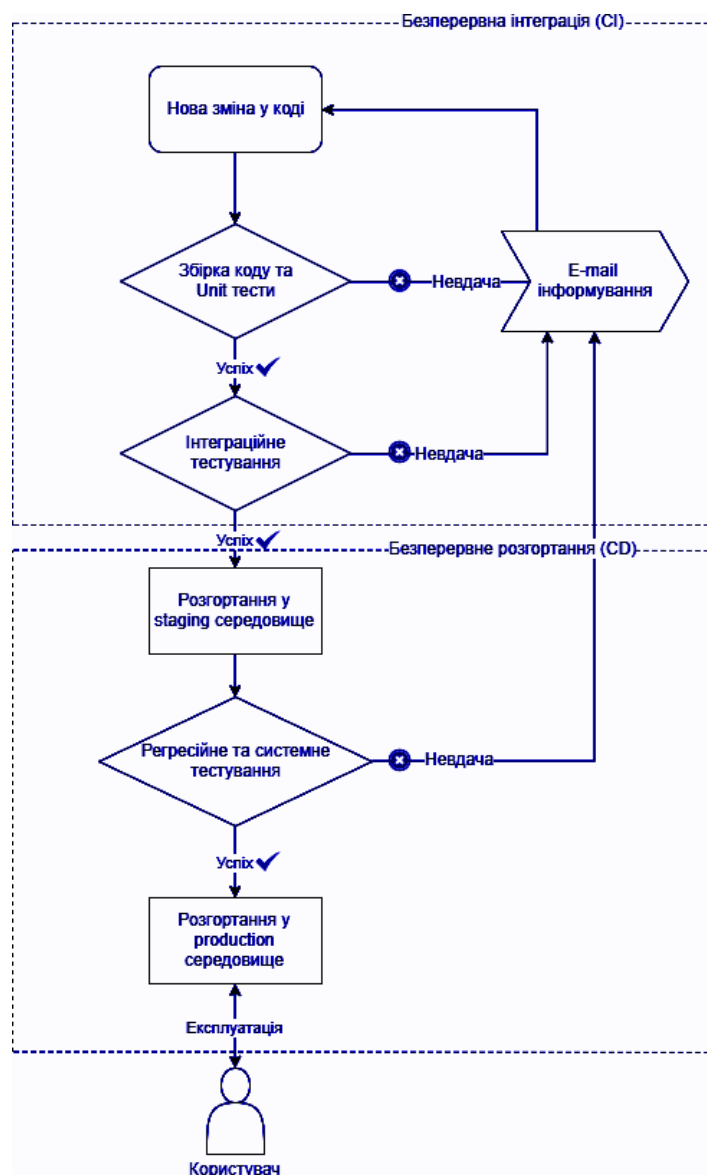 Безперервна інтеграція (CI)
Нова зміна у коді
Збірка коду та
Unit тести
Невдача
E-mail
інформування
Успіх
Інтеграційне
тестування
Невдача
Успіх
Безперервне розгортання (CD)
Розгортання у
staging середовище
Регресійне та системне
тестування
Невдача
Успіх
Розгортання у
production
середовище
Експлуатація
Користувач